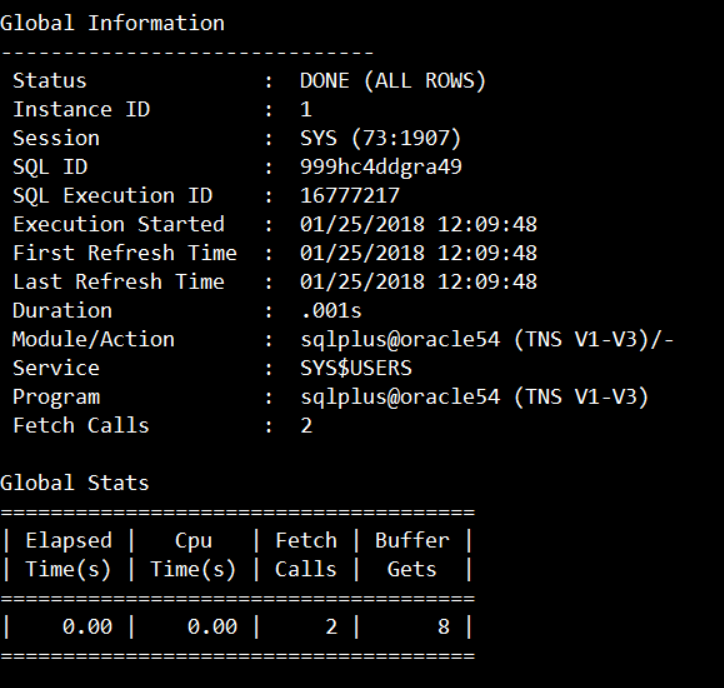 Global Information
------------------------------
 Status              :  DONE (ALL ROWS)
 Instance ID         :  1
 Session             :  SYS (73:1907)
 SQL ID              :  999hc4ddgra49
 SQL Execution ID    :  16777217
 Execution Started   :  01/25/2018 12:09:48
 First Refresh Time  :  01/25/2018 12:09:48
 Last Refresh Time   :  01/25/2018 12:09:48
 Duration            :  .001s
 Module/Action       :  sqlplus@oracle54 (TNS V1-V3)/-
 Service             :  SYS$USERS
 Program             :  sqlplus@oracle54 (TNS V1-V3)
 Fetch Calls         :  2
Global Stats
======================================
| Elapsed |   Cpu   | Fetch | Buffer |
| Time(s) | Time(s) | Calls |  Gets  |
======================================
|    0.00 |    0.00 |     2 |      8 |
======================================